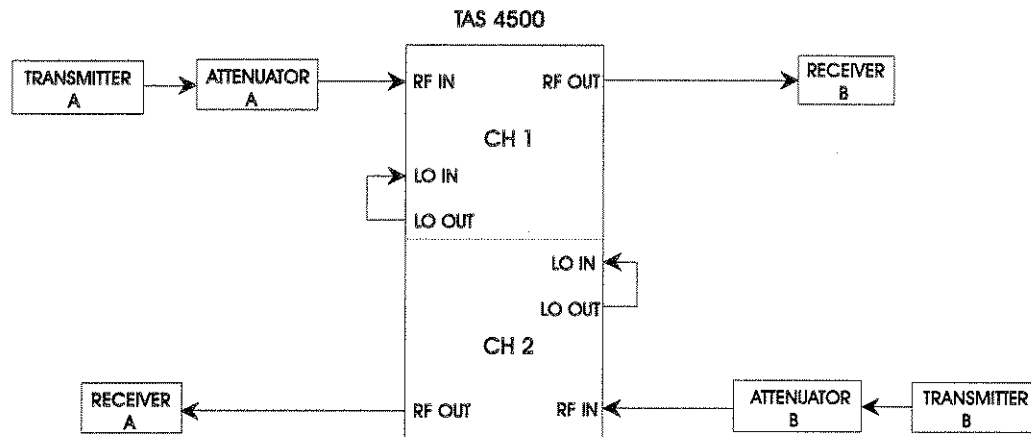 TAS 4500
TRANSMITTER
A
ATTENUATOR
A
RF IN
RF OUT
RECEIVER
B
CH 1
LO IN
LO OUT
LO IN
LO OUT
CH 2
RECEIVER
A
RF OUT
RF IN
ATTENUATOR
B
TRANSMITTER
B